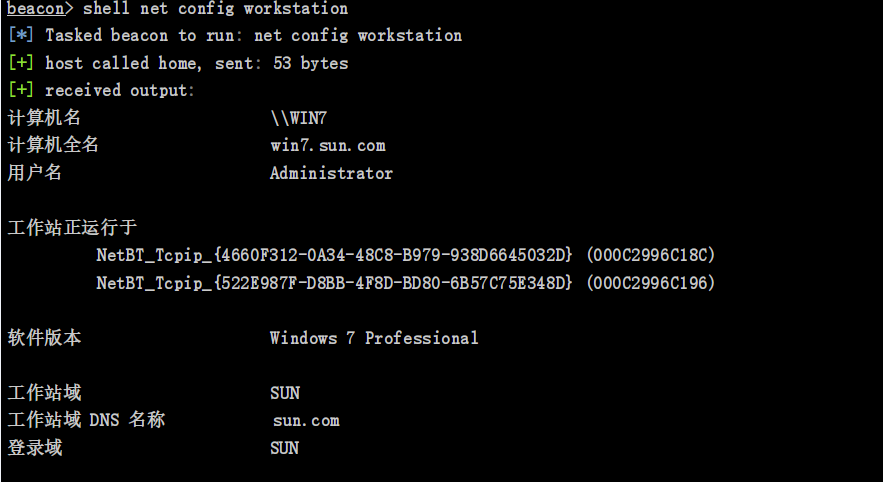 beacon> shell net config workstation
[*] Tasked beacon to run: net config workstation
[+] host called home, sent: 53 bytes
[+] received output:
计算机名 \\WIN7
计算机全名 win7.sun.com
用户名 Administrator
工作站正运行于
NetBT_Tcpip_{4660F312-0A34-48C8-B979-938D6645032D} (000C2996C18C)
NetBT_Tcpip_{522E987F-D8BB-4F8D-BD80-6B57C75E348D} (000C2996C196)
软件版本 Windows 7 Professional
工作站域 SUN
工作站域 DNS 名称 sun.com
登录域 SUN